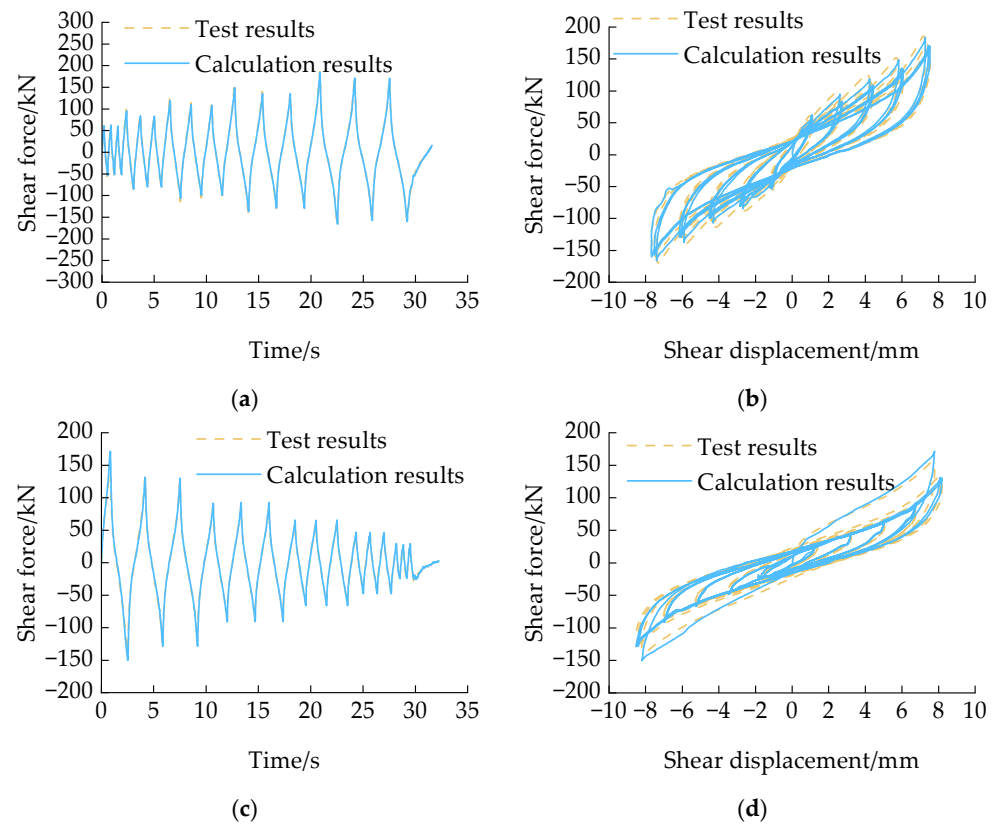 300
250
200
150
100
50
0
−50
−100
−150
−200
−250
−300
Shear force/kN
Test results
Calculation results
0 5 10 15 20 25 30 35
Time/s
(a)
200
150
100
50
0
−50
−100
−150
−200
Shear force/kN
Test results
Calculation results
−10 −8 −6 −4 −2 0 2 4 6 8 10
Shear displacement/mm
(b)
200
150
100
50
0
−50
−100
−150
−200
Shear force/kN
Test results
Calculation results
0 5 10 15 20 25 30 35
Time/s
(c)
200
150
100
50
0
−50
−100
−150
−200
Shear force/kN
Test results
Calculation results
−10 −8 −6 −4 −2 0 2 4 6 8 10
Shear displacement/mm
(d)